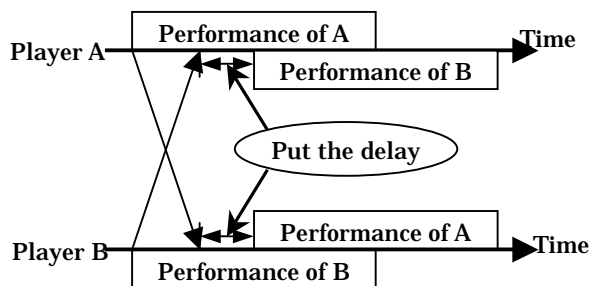 Performance of A
Time
Player A
Performance of B
Put the delay
Performance of A
Time
Player B
Performance of B